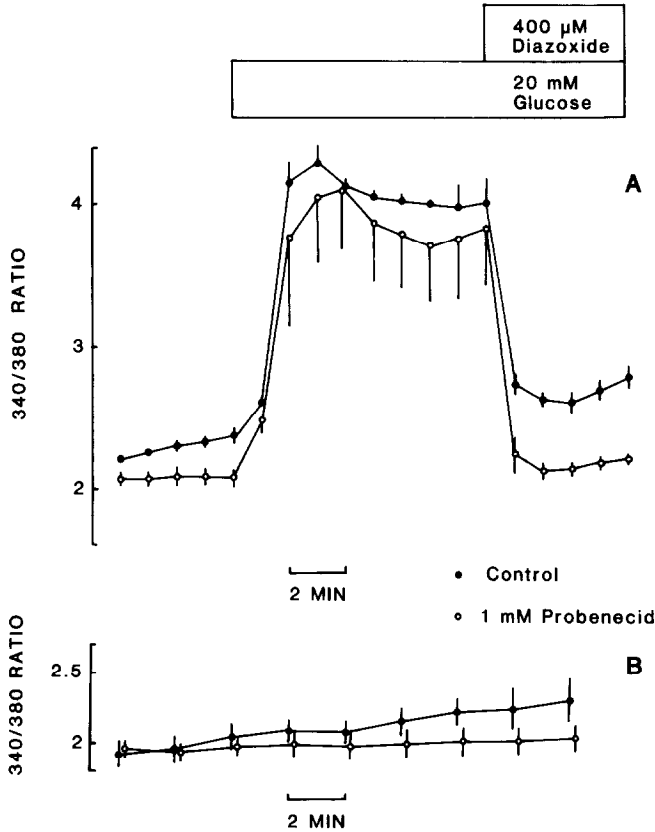 400 µM
Diazoxide
20 mM
Glucose
A
4
3
2
340/380 RATIO
2 MIN
Control
1 mM Probenecid
B
2.5
2
340/380 RATIO
2 MIN